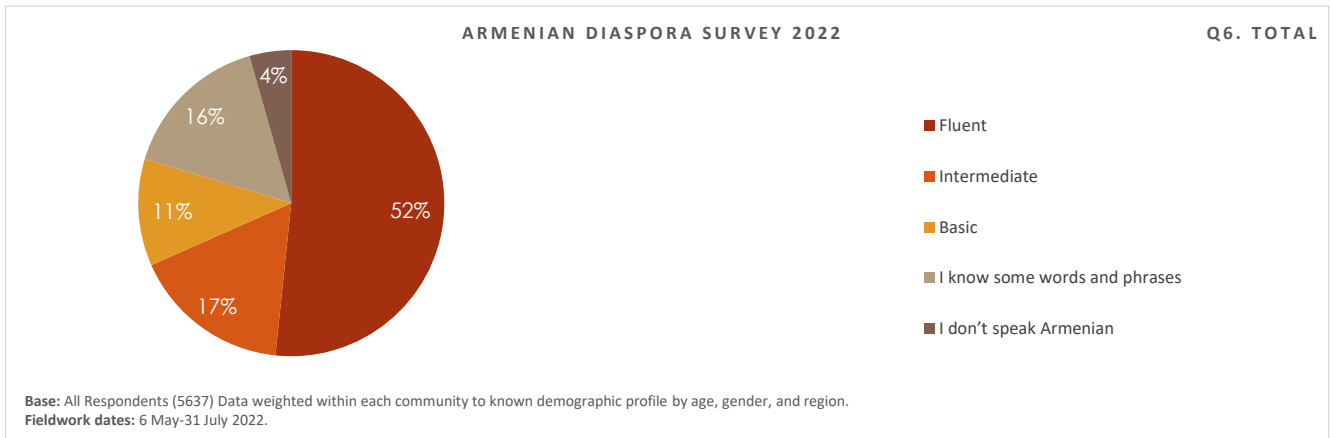 ARMENIAN DIASPORA SURVEY 2022
Q6. TOTAL
4%
16%
11%
17%
52%
Fluent
Intermediate
Basic
I know some words and phrases
I don’t speak Armenian
Base: All Respondents (5637) Data weighted within each community to known demographic profile by age, gender, and region.
Fieldwork dates: 6 May-31 July 2022.